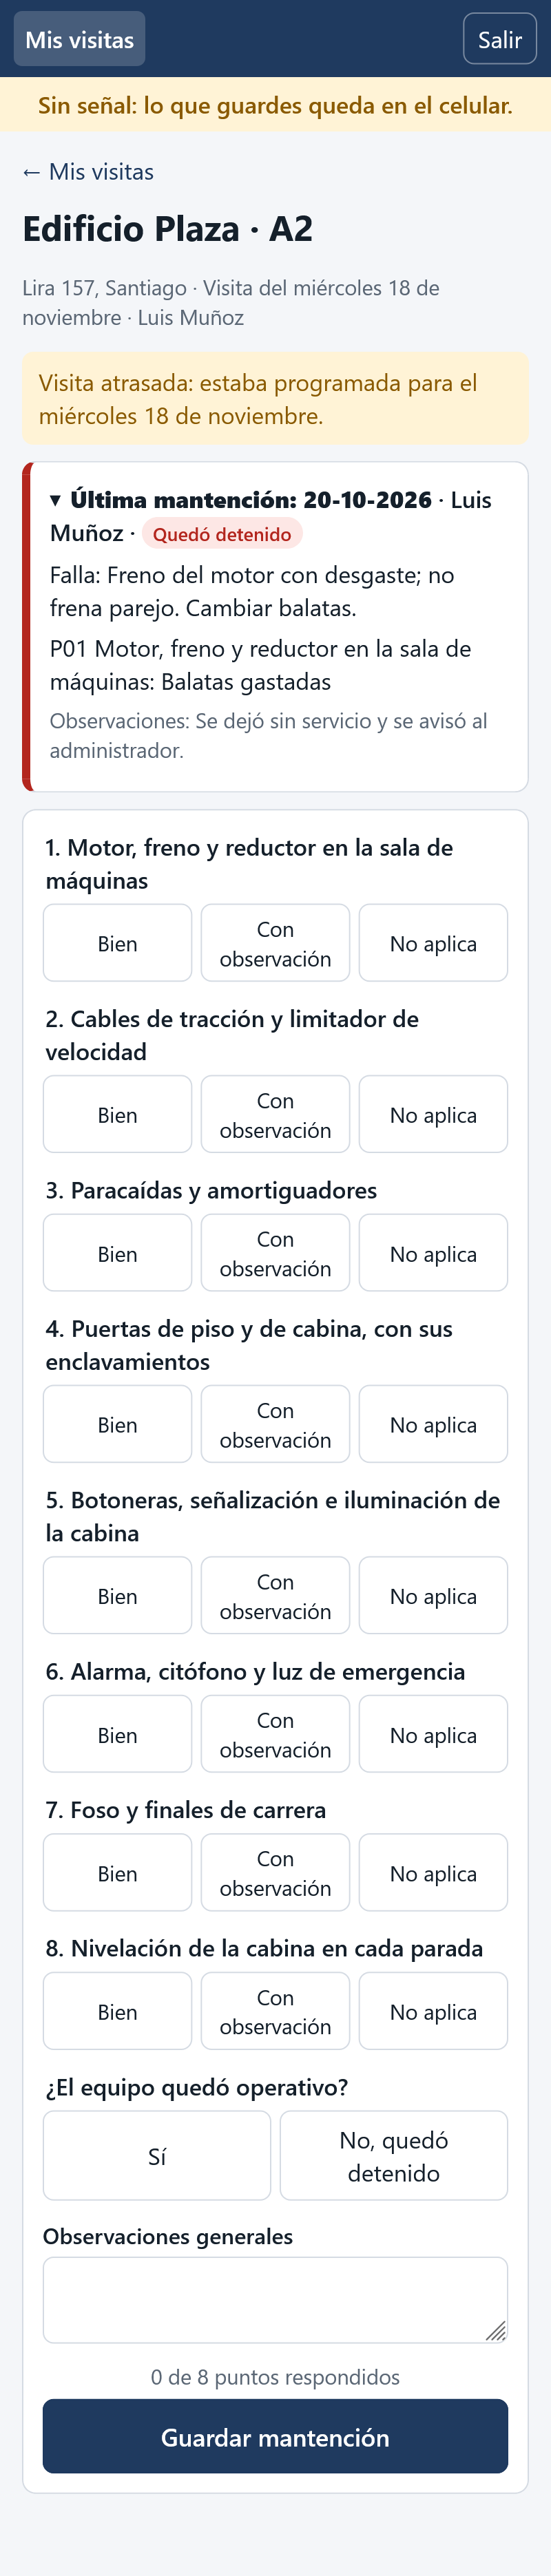 Mis visitas
Salir
Sin señal: lo que guardes queda en el celular.
← Mis visitas
Edificio Plaza · A2
Lira 157, Santiago · Visita del miércoles 18 de
noviembre · Luis Muñoz
Visita atrasada: estaba programada para el
miércoles 18 de noviembre.
▼ Última mantención: 20-10-2026 · Luis
Muñoz · Quedó detenido
Falla: Freno del motor con desgaste; no
frena parejo. Cambiar balatas.
P01 Motor, freno y reductor en la sala de
máquinas: Balatas gastadas
Observaciones: Se dejó sin servicio y se avisó al
administrador.
1. Motor, freno y reductor en la sala de
máquinas
Bien
Con
observación
No aplica
2. Cables de tracción y limitador de
velocidad
Bien
Con
observación
No aplica
3. Paracaídas y amortiguadores
Bien
Con
observación
No aplica
4. Puertas de piso y de cabina, con sus
enclavamientos
Bien
Con
observación
No aplica
5. Botoneras, señalización e iluminación de
la cabina
Bien
Con
observación
No aplica
6. Alarma, citófono y luz de emergencia
Bien
Con
observación
No aplica
7. Foso y finales de carrera
Bien
Con
observación
No aplica
8. Nivelación de la cabina en cada parada
Bien
Con
observación
No aplica
¿El equipo quedó operativo?
Sí
No, quedó
detenido
Observaciones generales
0 de 8 puntos respondidos
Guardar mantención